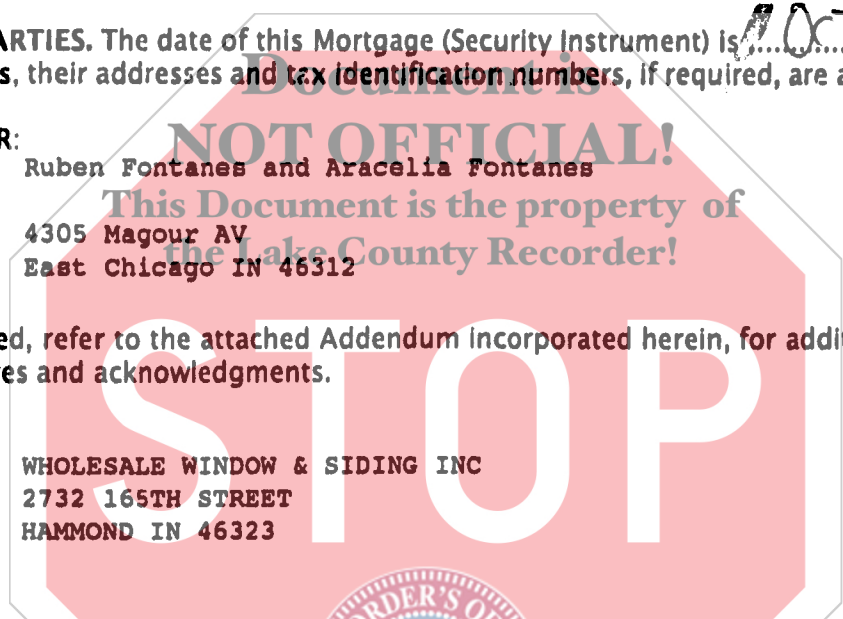 ARTIES. The date of this Mortgage (Security Instrument) is
s, their addresses and tax identification numbers, if required, are a
Document is
NOT OFFICIAL!
R:
Ruben Fontanes and Aracelia Fontanes
This Document is the property of
4305 Magour AV
the Lake County Recorder!
East Chicago IN 46312
ed, refer to the attached Addendum incorporated herein, for addi
es and acknowledgments.
STOP
WHOLESALE WINDOW & SIDING INC
2732 165TH STREET
HAMMOND IN 46323
ORDER'S O